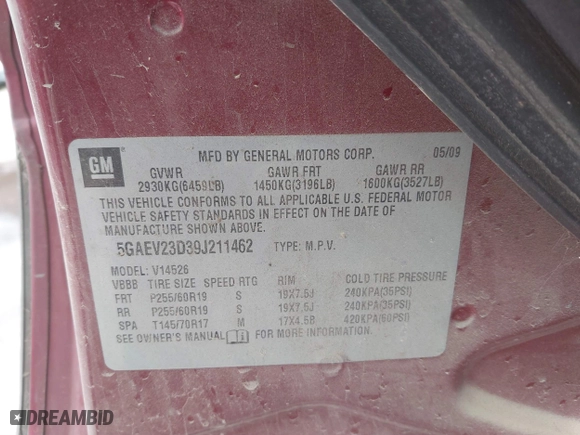 GM
MFD BY GENERAL MOTORS CORP. 05/09
GVWR GAWR FRT GAWR RR
2930KG(6459LB) 1450KG(3196LB) 1600KG(3527LB)
THIS VEHICLE CONFORMS TO ALL APPLICABLE U.S. FEDERAL MOTOR
VEHICLE SAFETY STANDARDS IN EFFECT ON THE DATE OF
MANUFACTURE SHOWN ABOVE.
5GAEV23D39J211462 TYPE: M.P.V.
MODEL: V14526
VBBB TIRE SIZE SPEED RTG RIM COLD TIRE PRESSURE
FRT P255/60R19 S 19X7.5J 240KPA(35PSI)
RR P255/60R19 S 19X7.5J 240KPA(35PSI)
SPA T145/70R17 M 17X4.5B 420KPA(60PSI)
SEE OWNER'S MANUAL i FOR MORE INFORMATION.
DREAMBID